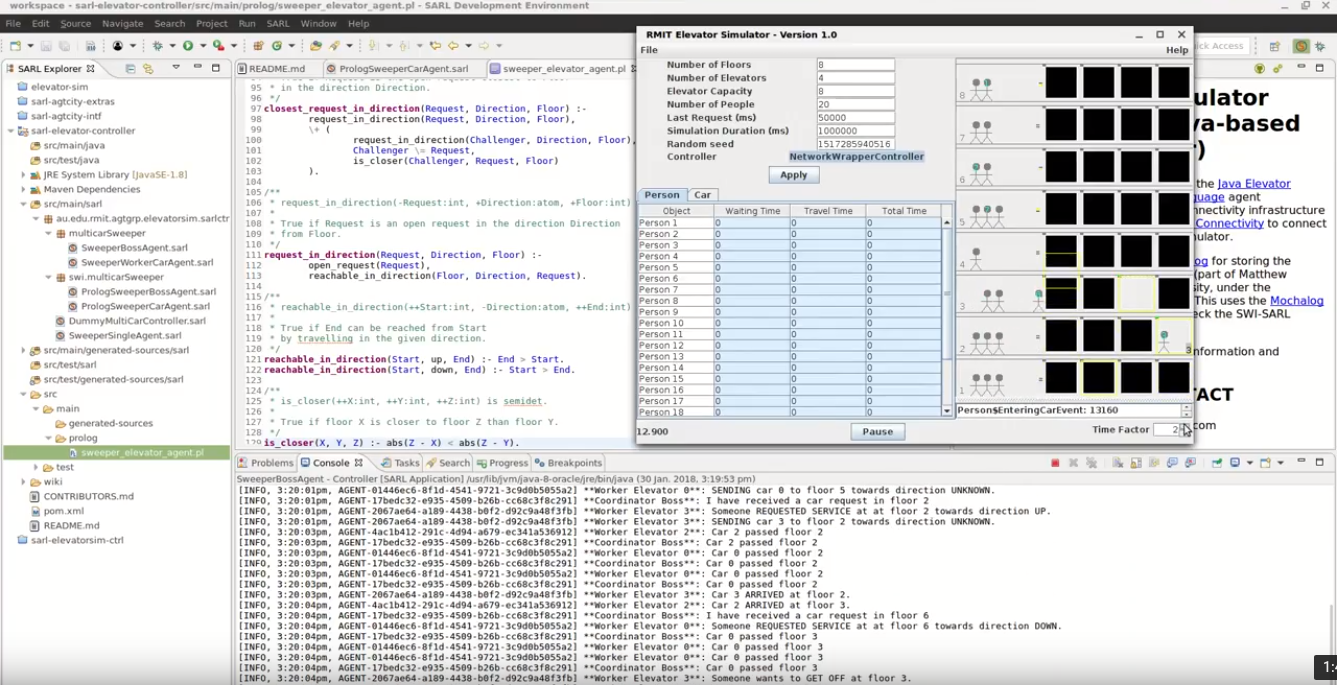 workspace - sarl-elevator-controller/src/main/prolog/sweeper_elevator_agent.pl - SARL Development Environment
File Edit Source Navigate Search Project Run SARL Window Help
Quick Access
SARL Explorer
elevator-sim
sarl-agtcity-extras
sarl-agtcity-intf
sarl-elevator-controller
src/main/java
src/test/java
JRE System Library [JavaSE-1.8]
Maven Dependencies
src/main/sarl
au.edu.rmit.agtgrp.elevatorsim.sarlctr
multicarSweeper
SweeperBossAgent.sarl
SweeperWorkerCarAgent.sarl
swi.multicarSweeper
PrologSweeperBossAgent.sarl
PrologSweeperCarAgent.sarl
DummyMultiCarController.sarl
SweeperSingleAgent.sarl
src/main/generated-sources/sarl
src/test/sarl
src/test/generated-sources/sarl
src
main
generated-sources
prolog
sweeper_elevator_agent.pl
test
wiki
CONTRIBUTORS.md
pom.xml
README.md
sarl-elevatorsim-ctrl
README.md PrologSweeperCarAgent.sarl sweeper_elevator_agent.pl
95 * in the direction Direction.
96 */
97 closest_request_in_direction(Request, Direction, Floor) :-
98 request_in_direction(Request, Direction, Floor),
99 \+ (
100 request_in_direction(Challenger, Direction, Floor),
101 Challenger \= Request,
102 is_closer(Challenger, Request, Floor)
103 ).
104
105 /**
106 * request_in_direction(-Request:int, +Direction:atom, +Floor:int)
107 *
108 * True if Request is an open request in the direction Direction
109 * from Floor.
110 */
111 request_in_direction(Request, Direction, Floor) :-
112 open_request(Request),
113 reachable_in_direction(Floor, Direction, Request).
114
115 /**
116 * reachable_in_direction(++Start:int, -Direction:atom, ++End:int)
117 *
118 * True if End can be reached from Start
119 * by travelling in the given direction.
120 */
121 reachable_in_direction(Start, up, End) :- End > Start.
122 reachable_in_direction(Start, down, End) :- Start > End.
123
124 /**
125 * is_closer(++X:int, ++Y:int, ++Z:int) is semidet.
126 *
127 * True if floor X is closer to floor Z than floor Y.
128 */
129 is_closer(X, Y, Z) :- abs(Z - X) < abs(Z - Y).
RMIT Elevator Simulator - Version 1.0
File Help
Number of Floors 8
Number of Elevators 4
Elevator Capacity 8
Number of People 20
Last Request (ms) 50000
Simulation Duration (ms) 1000000
Random seed 1517285940516
Controller NetworkWrapperController
Apply
Person Car
Object Waiting Time Travel Time Total Time
Person 1 0 0 0
Person 2 0 0 0
Person 3 0 0 0
Person 4 0 0 0
Person 5 0 0 0
Person 6 0 0 0
Person 7 0 0 0
Person 8 0 0 0
Person 9 0 0 0
Person 10 0 0 0
Person 11 0 0 0
Person 12 0 0 0
Person 13 0 0 0
Person 14 0 0 0
Person 15 0 0 0
Person 16 0 0 0
Person 17 0 0 0
Person 18 0 0 0
12.900
Pause
8
7
6
5
4
3
2
3
1
Person$EnteringCarEvent: 13160
Time Factor 2
ulator
va-based
r)
the Java Elevator
guage agent
nnectivity infrastructure
Connectivity to connect
ulator.
og for storing the
(part of Matthew
sity, under the
This uses the Mochalog
eck the SWI-SARL
nformation and
TACT
com
Problems Console Tasks Search Progress Breakpoints
SweeperBossAgent - Controller [SARL Application] /usr/lib/jvm/java-8-oracle/jre/bin/java (30 Jan. 2018, 3:19:53 pm)
[INFO, 3:20:01pm, AGENT-01446ec6-8f1d-4541-9721-3c9d0b5055a2] **Worker Elevator 0**: SENDING car 0 to floor 5 towards direction UNKNOWN.
[INFO, 3:20:01pm, AGENT-17bedc32-e935-4509-b26b-cc68c3f8c291] **Coordinator Boss**: I have received a car request in floor 2
[INFO, 3:20:01pm, AGENT-2067ae64-a189-4438-b0f2-d92c9a48f3fb] **Worker Elevator 3**: Someone REQUESTED SERVICE at at floor 2 towards direction UP.
[INFO, 3:20:01pm, AGENT-2067ae64-a189-4438-b0f2-d92c9a48f3fb] **Worker Elevator 3**: SENDING car 3 to floor 2 towards direction UNKNOWN.
[INFO, 3:20:03pm, AGENT-4ac1b412-291c-4d94-a679-ec341a536912] **Worker Elevator 2**: Car 2 passed floor 2
[INFO, 3:20:03pm, AGENT-17bedc32-e935-4509-b26b-cc68c3f8c291] **Coordinator Boss**: Car 2 passed floor 2
[INFO, 3:20:03pm, AGENT-01446ec6-8f1d-4541-9721-3c9d0b5055a2] **Worker Elevator 0**: Car 0 passed floor 2
[INFO, 3:20:03pm, AGENT-17bedc32-e935-4509-b26b-cc68c3f8c291] **Coordinator Boss**: Car 0 passed floor 2
[INFO, 3:20:03pm, AGENT-01446ec6-8f1d-4541-9721-3c9d0b5055a2] **Worker Elevator 0**: Car 0 passed floor 2
[INFO, 3:20:03pm, AGENT-17bedc32-e935-4509-b26b-cc68c3f8c291] **Coordinator Boss**: Car 0 passed floor 2
[INFO, 3:20:03pm, AGENT-2067ae64-a189-4438-b0f2-d92c9a48f3fb] **Worker Elevator 3**: Car 3 ARRIVED at floor 2.
[INFO, 3:20:04pm, AGENT-4ac1b412-291c-4d94-a679-ec341a536912] **Worker Elevator 2**: Car 2 ARRIVED at floor 3.
[INFO, 3:20:04pm, AGENT-17bedc32-e935-4509-b26b-cc68c3f8c291] **Coordinator Boss**: I have received a car request in floor 6
[INFO, 3:20:04pm, AGENT-01446ec6-8f1d-4541-9721-3c9d0b5055a2] **Worker Elevator 0**: Someone REQUESTED SERVICE at at floor 6 towards direction DOWN.
[INFO, 3:20:04pm, AGENT-17bedc32-e935-4509-b26b-cc68c3f8c291] **Coordinator Boss**: Car 0 passed floor 3
[INFO, 3:20:04pm, AGENT-01446ec6-8f1d-4541-9721-3c9d0b5055a2] **Worker Elevator 0**: Car 0 passed floor 3
[INFO, 3:20:04pm, AGENT-01446ec6-8f1d-4541-9721-3c9d0b5055a2] **Worker Elevator 0**: Car 0 passed floor 3
[INFO, 3:20:04pm, AGENT-17bedc32-e935-4509-b26b-cc68c3f8c291] **Coordinator Boss**: Car 0 passed floor 3
[INFO, 3:20:04pm, AGENT-2067ae64-a189-4438-b0f2-d92c9a48f3fb] **Worker Elevator 3**: Someone wants to GET OFF at floor 3.